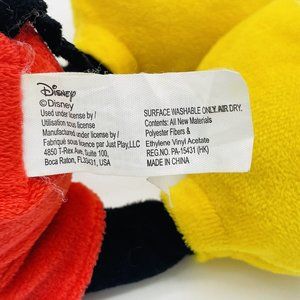 Disney
©Disney
Used under license by /
Utilisation sous license
Manufactured under license by /
Fabriqué sous licence par Just Play,LLC
4850 T-Rex Ave, Suite 100,
Boca Raton, FL33431, USA
SURFACE WASHABLE ONLY.AIR DRY.
Contents: All New Materials
Polyester Fibers &
Ethylene Vinyl Acetate
REG.NO. PA-15431 (HK)
MADE IN CHINA